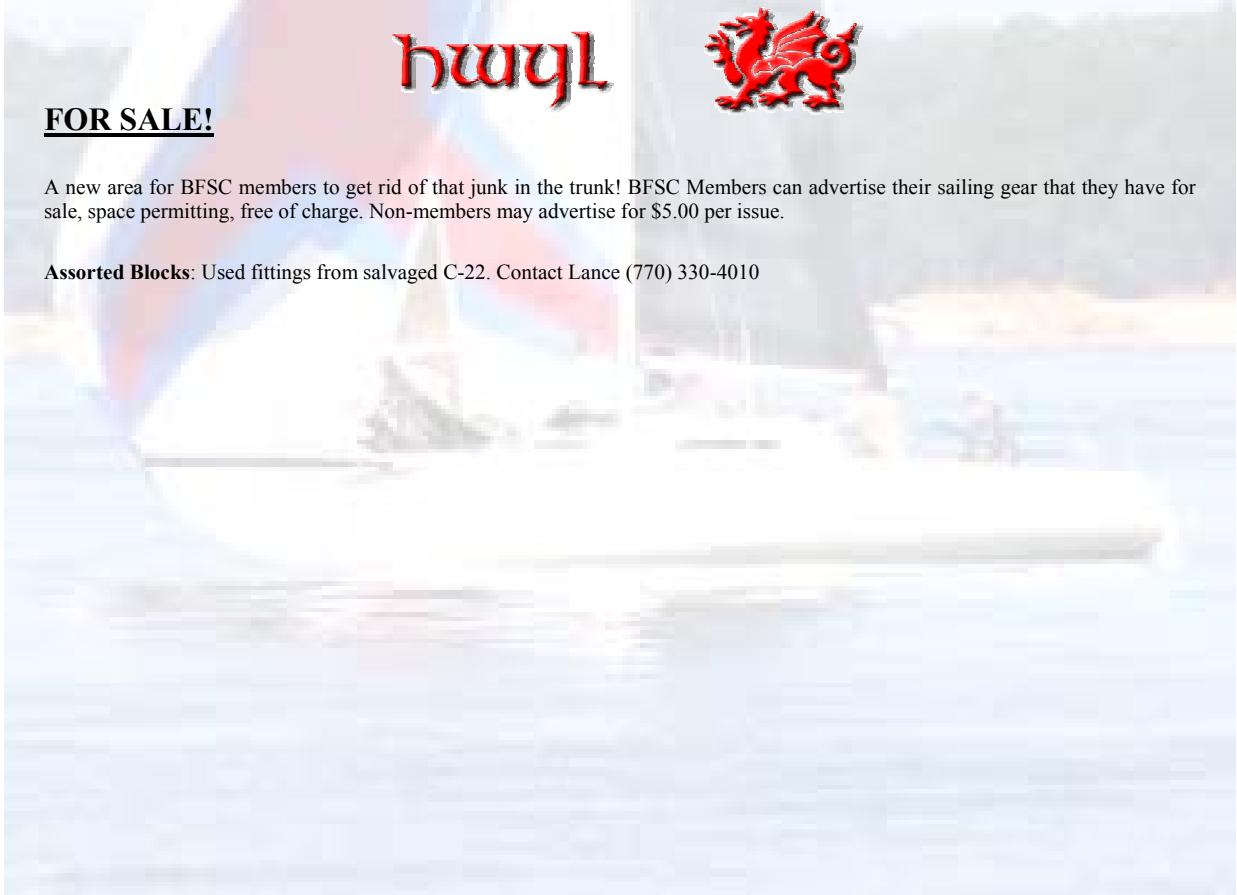 hwyl
FOR SALE!
A new area for BFSC members to get rid of that junk in the trunk! BFSC Members can advertise their sailing gear that they have for
sale, space permitting, free of charge. Non-members may advertise for $5.00 per issue.
Assorted Blocks: Used fittings from salvaged C-22. Contact Lance (770) 330-4010